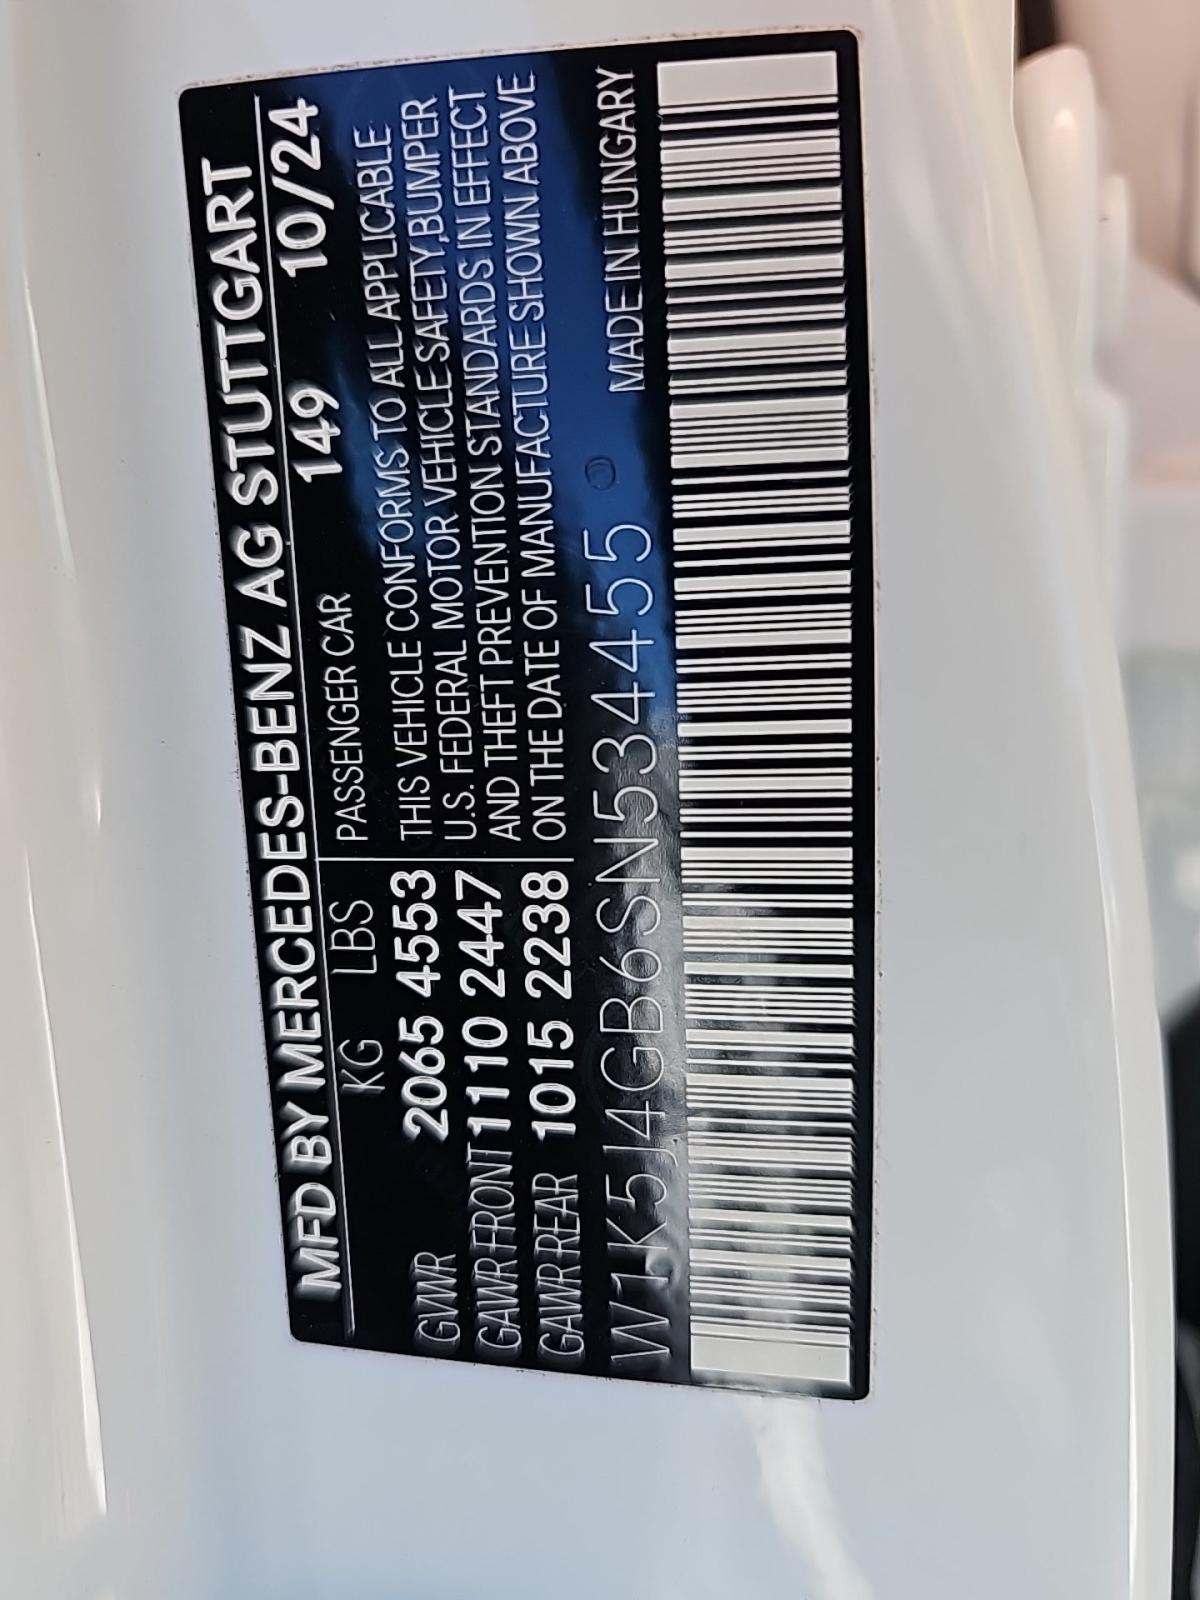 MFD BY MERCEDES-BENZ AG STUTTGART
149 10/24
KG LBS PASSENGER CAR
GVWR 2065 4553 THIS VEHICLE CONFORMS TO ALL APPLICABLE
GAWR FRONT 1110 2447 U.S. FEDERAL MOTOR VEHICLE SAFETY,BUMPER
GAWR REAR 1015 2238 AND THEFT PREVENTION STANDARDS IN EFFECT
ON THE DATE OF MANUFACTURE SHOWN ABOVE
W1K5J4GB6SN534455 MADE IN HUNGARY